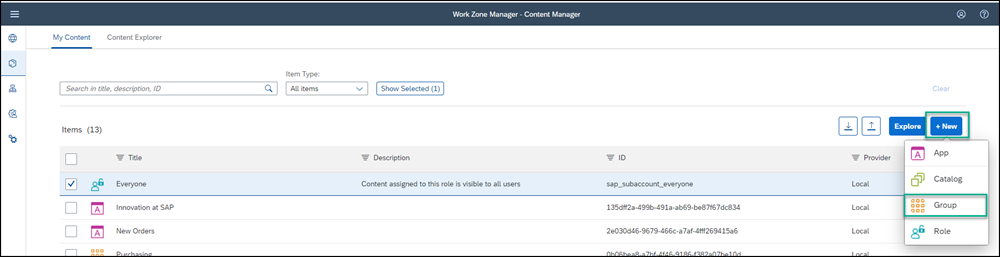 Work Zone Manager - Content Manager
My Content Content Explorer
Item Type:
Search in title, description, ID All items Show Selected (1) Clear
Items (13) Explore + New
Title Description ID Provider
App
Catalog
Group
Role
Everyone Content assigned to this role is visible to all users sap_subaccount_everyone Local
A Innovation at SAP 135dff2a-499b-491a-ab69-be87f67dc834 Local
A New Orders 2e030d46-9679-466c-a7af-4fff269415a6 Local
Purchasing Local